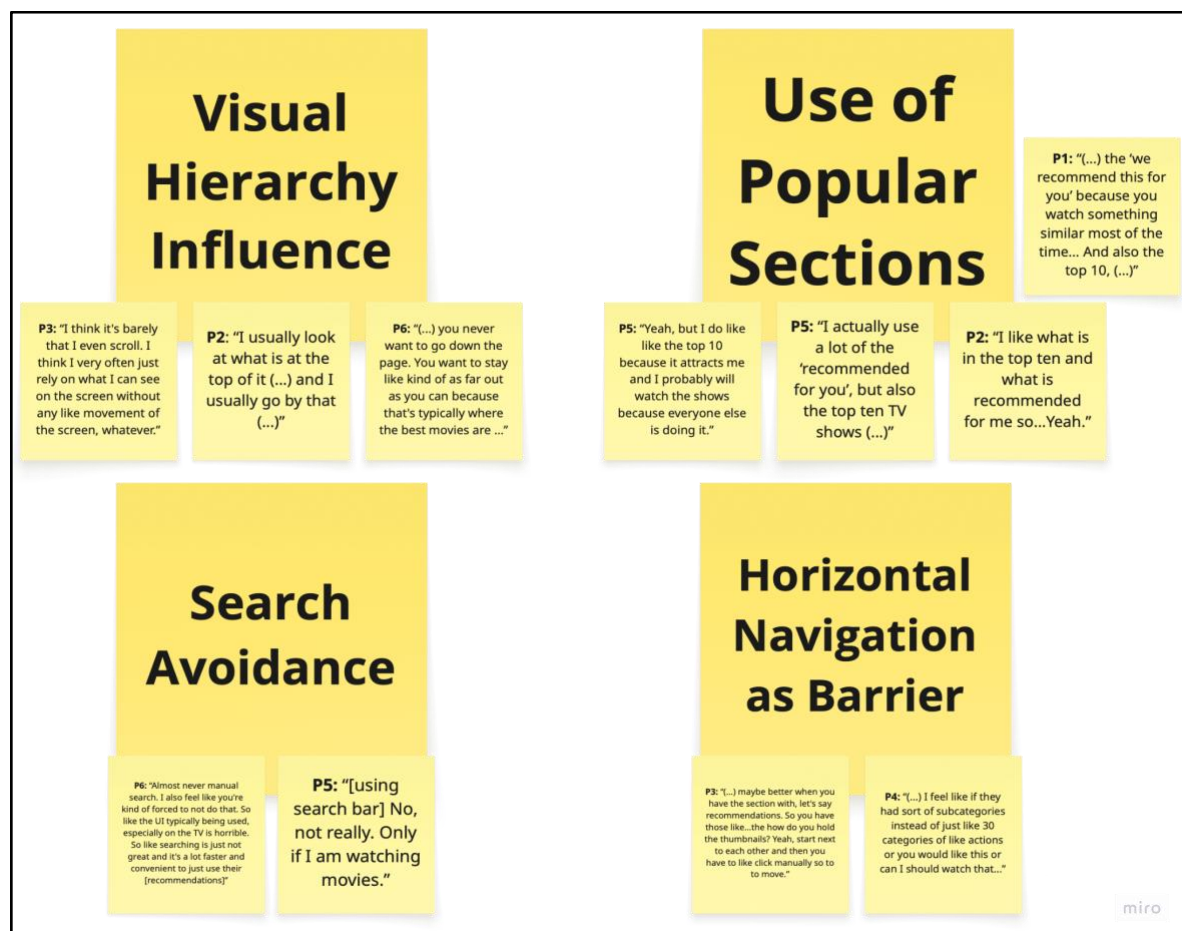 Visual
Hierarchy
Influence
P3: “I think it's barely
that I even scroll. I
think I very often just
rely on what I can see
on the screen without
any like movement of
the screen, whatever.”
P2: “I usually look
at what is at the
top of it (...) and I
usually go by that
(...)”
P6: “(...) you never
want to go down the
page. You want to stay
like kind of as far out
as you can because
that's typically where
the best movies are ...”
Use of
Popular
Sections
P1: “(...) the ‘we
recommend this for
you’ because you
watch something
similar most of the
time... And also the
top 10, (...)”
P5: “Yeah, but I do like
like the top 10
because it attracts me
and I probably will
watch the shows
because everyone else
is doing it.”
P5: “I actually use
a lot of the
‘recommended
for you’, but also
the top ten TV
shows (...)”
P2: “I like what is
in the top ten and
what is
recommended
for me so...Yeah.”
Search
Avoidance
P6: “Almost never manual
search. I also feel like you're
kind of forced to not do that. So
like the UI typically being used,
especially on the TV is horrible.
So like searching is just not
great and it's a lot faster and
convenient to just use their
[recommendations]”
P5: “[using
search bar] No,
not really. Only
if I am watching
movies.”
Horizontal
Navigation
as Barrier
P3: “(...) maybe better when you
have the section with, let's say
recommendations. So you have
those like...the how do you hold
the thumbnails? Yeah, start next
to each other and then you
have to like click manually so to
to move.”
P4: “(...) I feel like if they
had sort of subcategories
instead of just like 30
categories of like actions
or you would like this or
can I should watch that...”
miro